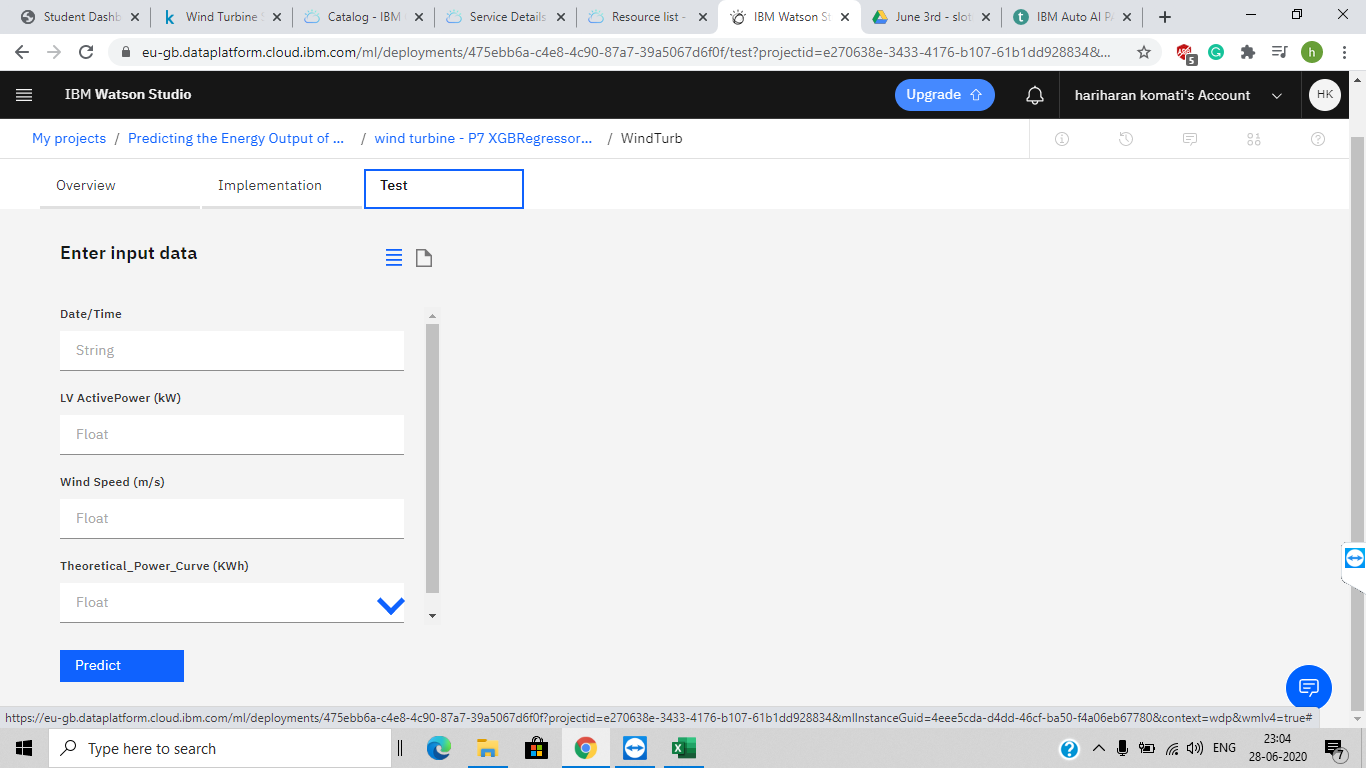 Student Dashb
Wind Turbine S
Catalog - IBM
Service Details
Resource list -
IBM Watson St
June 3rd - slot
IBM Auto AI PA
eu-gb.dataplatform.cloud.ibm.com/ml/deployments/475ebb6a-c4e8-4c90-87a7-39a5067d6f0f/test?projectid=e270638e-3433-4176-b107-61b1dd928834&...
5
h
IBM Watson Studio
Upgrade
hariharan komati's Account
HK
My projects / Predicting the Energy Output of ... / wind turbine - P7 XGBRegressor... / WindTurb
Overview
Implementation
Test
Enter input data
Date/Time
String
LV ActivePower (kW)
Float
Wind Speed (m/s)
Float
Theoretical_Power_Curve (KWh)
Float
Predict
https://eu-gb.dataplatform.cloud.ibm.com/ml/deployments/475ebb6a-c4e8-4c90-87a7-39a5067d6f0f?projectid=e270638e-3433-4176-b107-61b1dd928834&mlInstanceGuid=4eee5cda-d4dd-46cf-ba50-f4a06eb67780&context=wdp&wmlv4=true#
Type here to search
ENG
23:04
28-06-2020
7